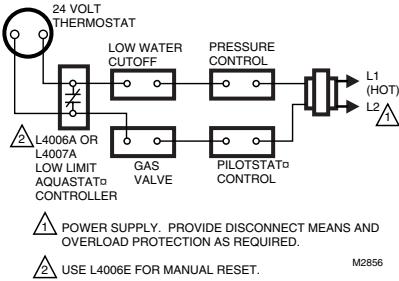 24 VOLT
THERMOSTAT
LOW WATER
CUTOFF
PRESSURE
CONTROL
L1
(HOT)
L2
1
2
L4006A OR
L4007A
LOW LIMIT
AQUASTAT¤
CONTROLLER
GAS
VALVE
PILOTSTAT¤
CONTROL
1 POWER SUPPLY. PROVIDE DISCONNECT MEANS AND
OVERLOAD PROTECTION AS REQUIRED.
2 USE L4006E FOR MANUAL RESET.
M2856